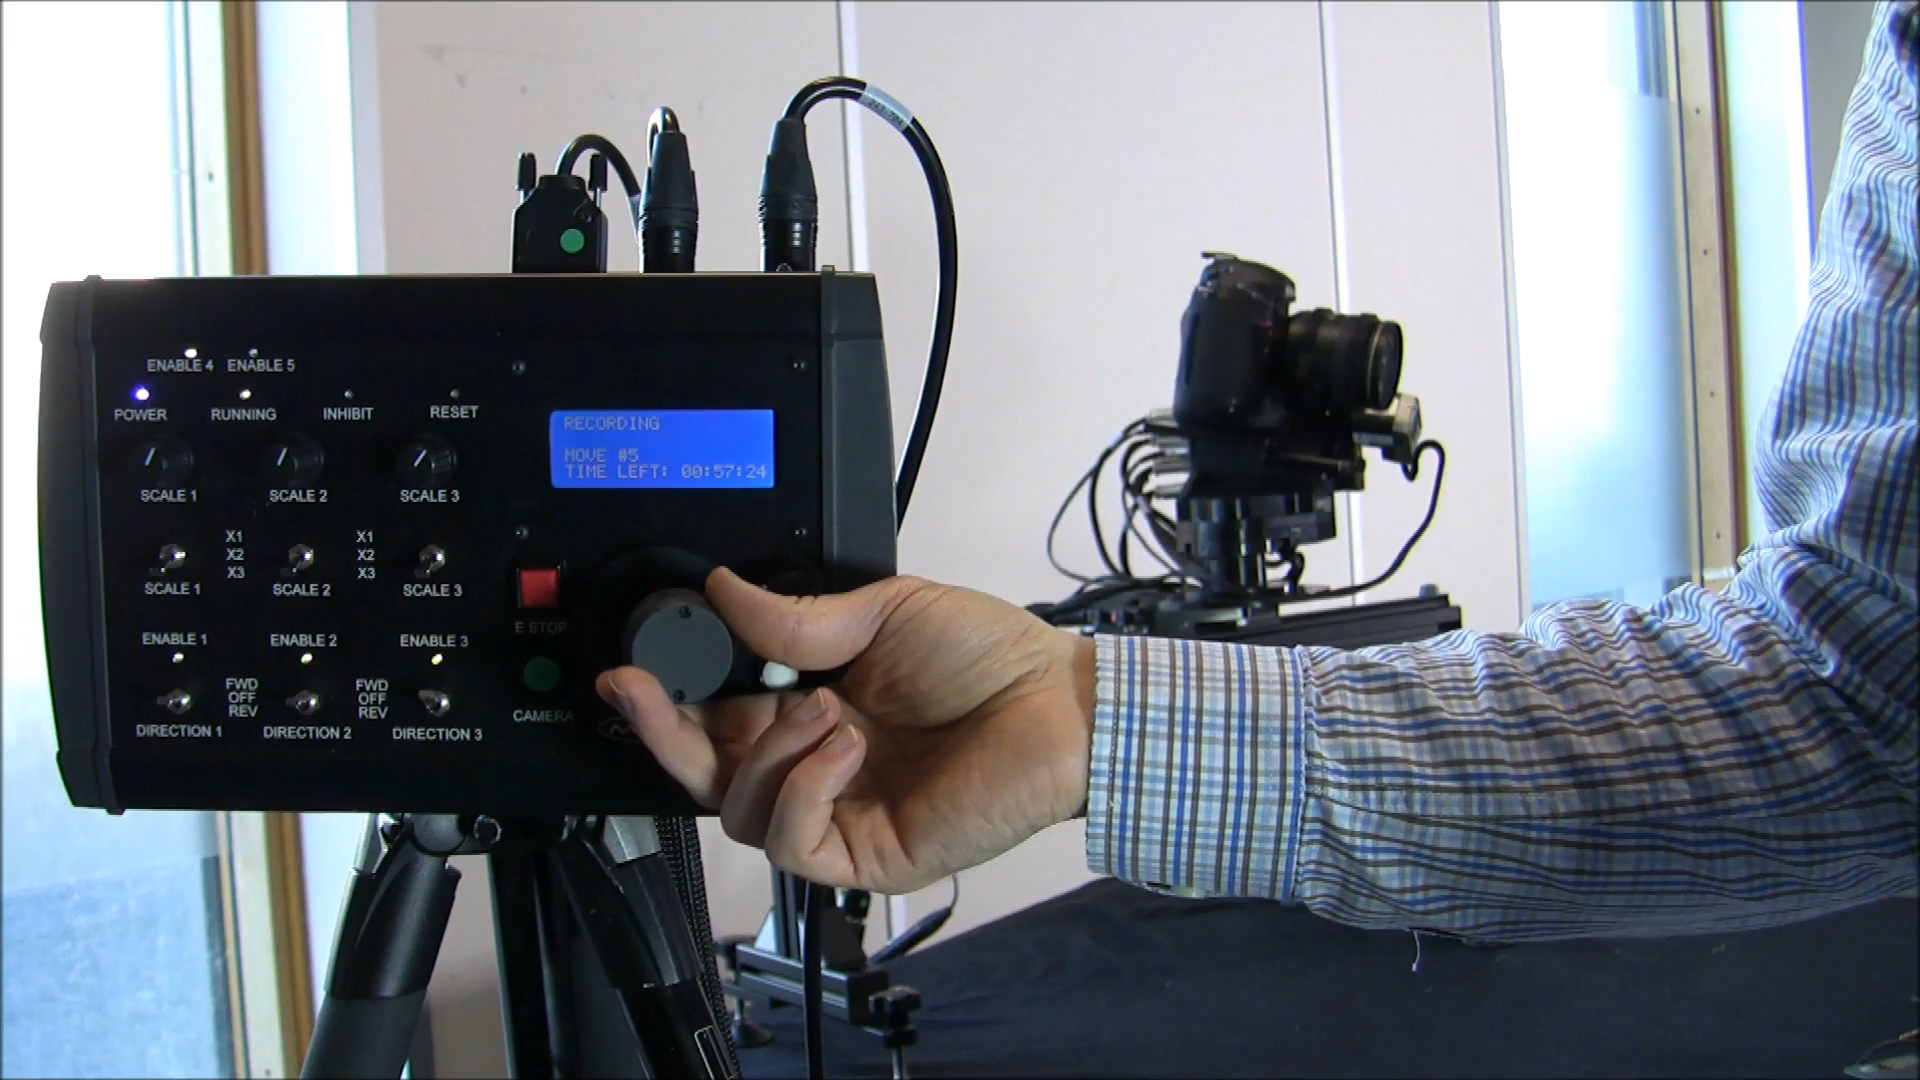 ENABLE 4 ENABLE 5
POWER RUNNING INHIBIT RESET
RECORDING
MOVE #5
TIME LEFT: 00:57:24
SCALE 1 SCALE 2 SCALE 3
X1 X1
X2 X2
X3 X3
SCALE 1 SCALE 2 SCALE 3
E STOP
ENABLE 1 ENABLE 2 ENABLE 3
FWD FWD
OFF OFF
REV REV
CAMERA
DIRECTION 1 DIRECTION 2 DIRECTION 3